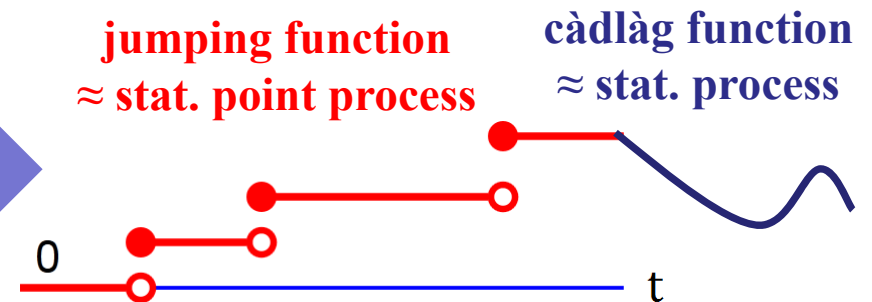 jumping function
≈ stat. point process
càdlàg function
≈ stat. process
0
t